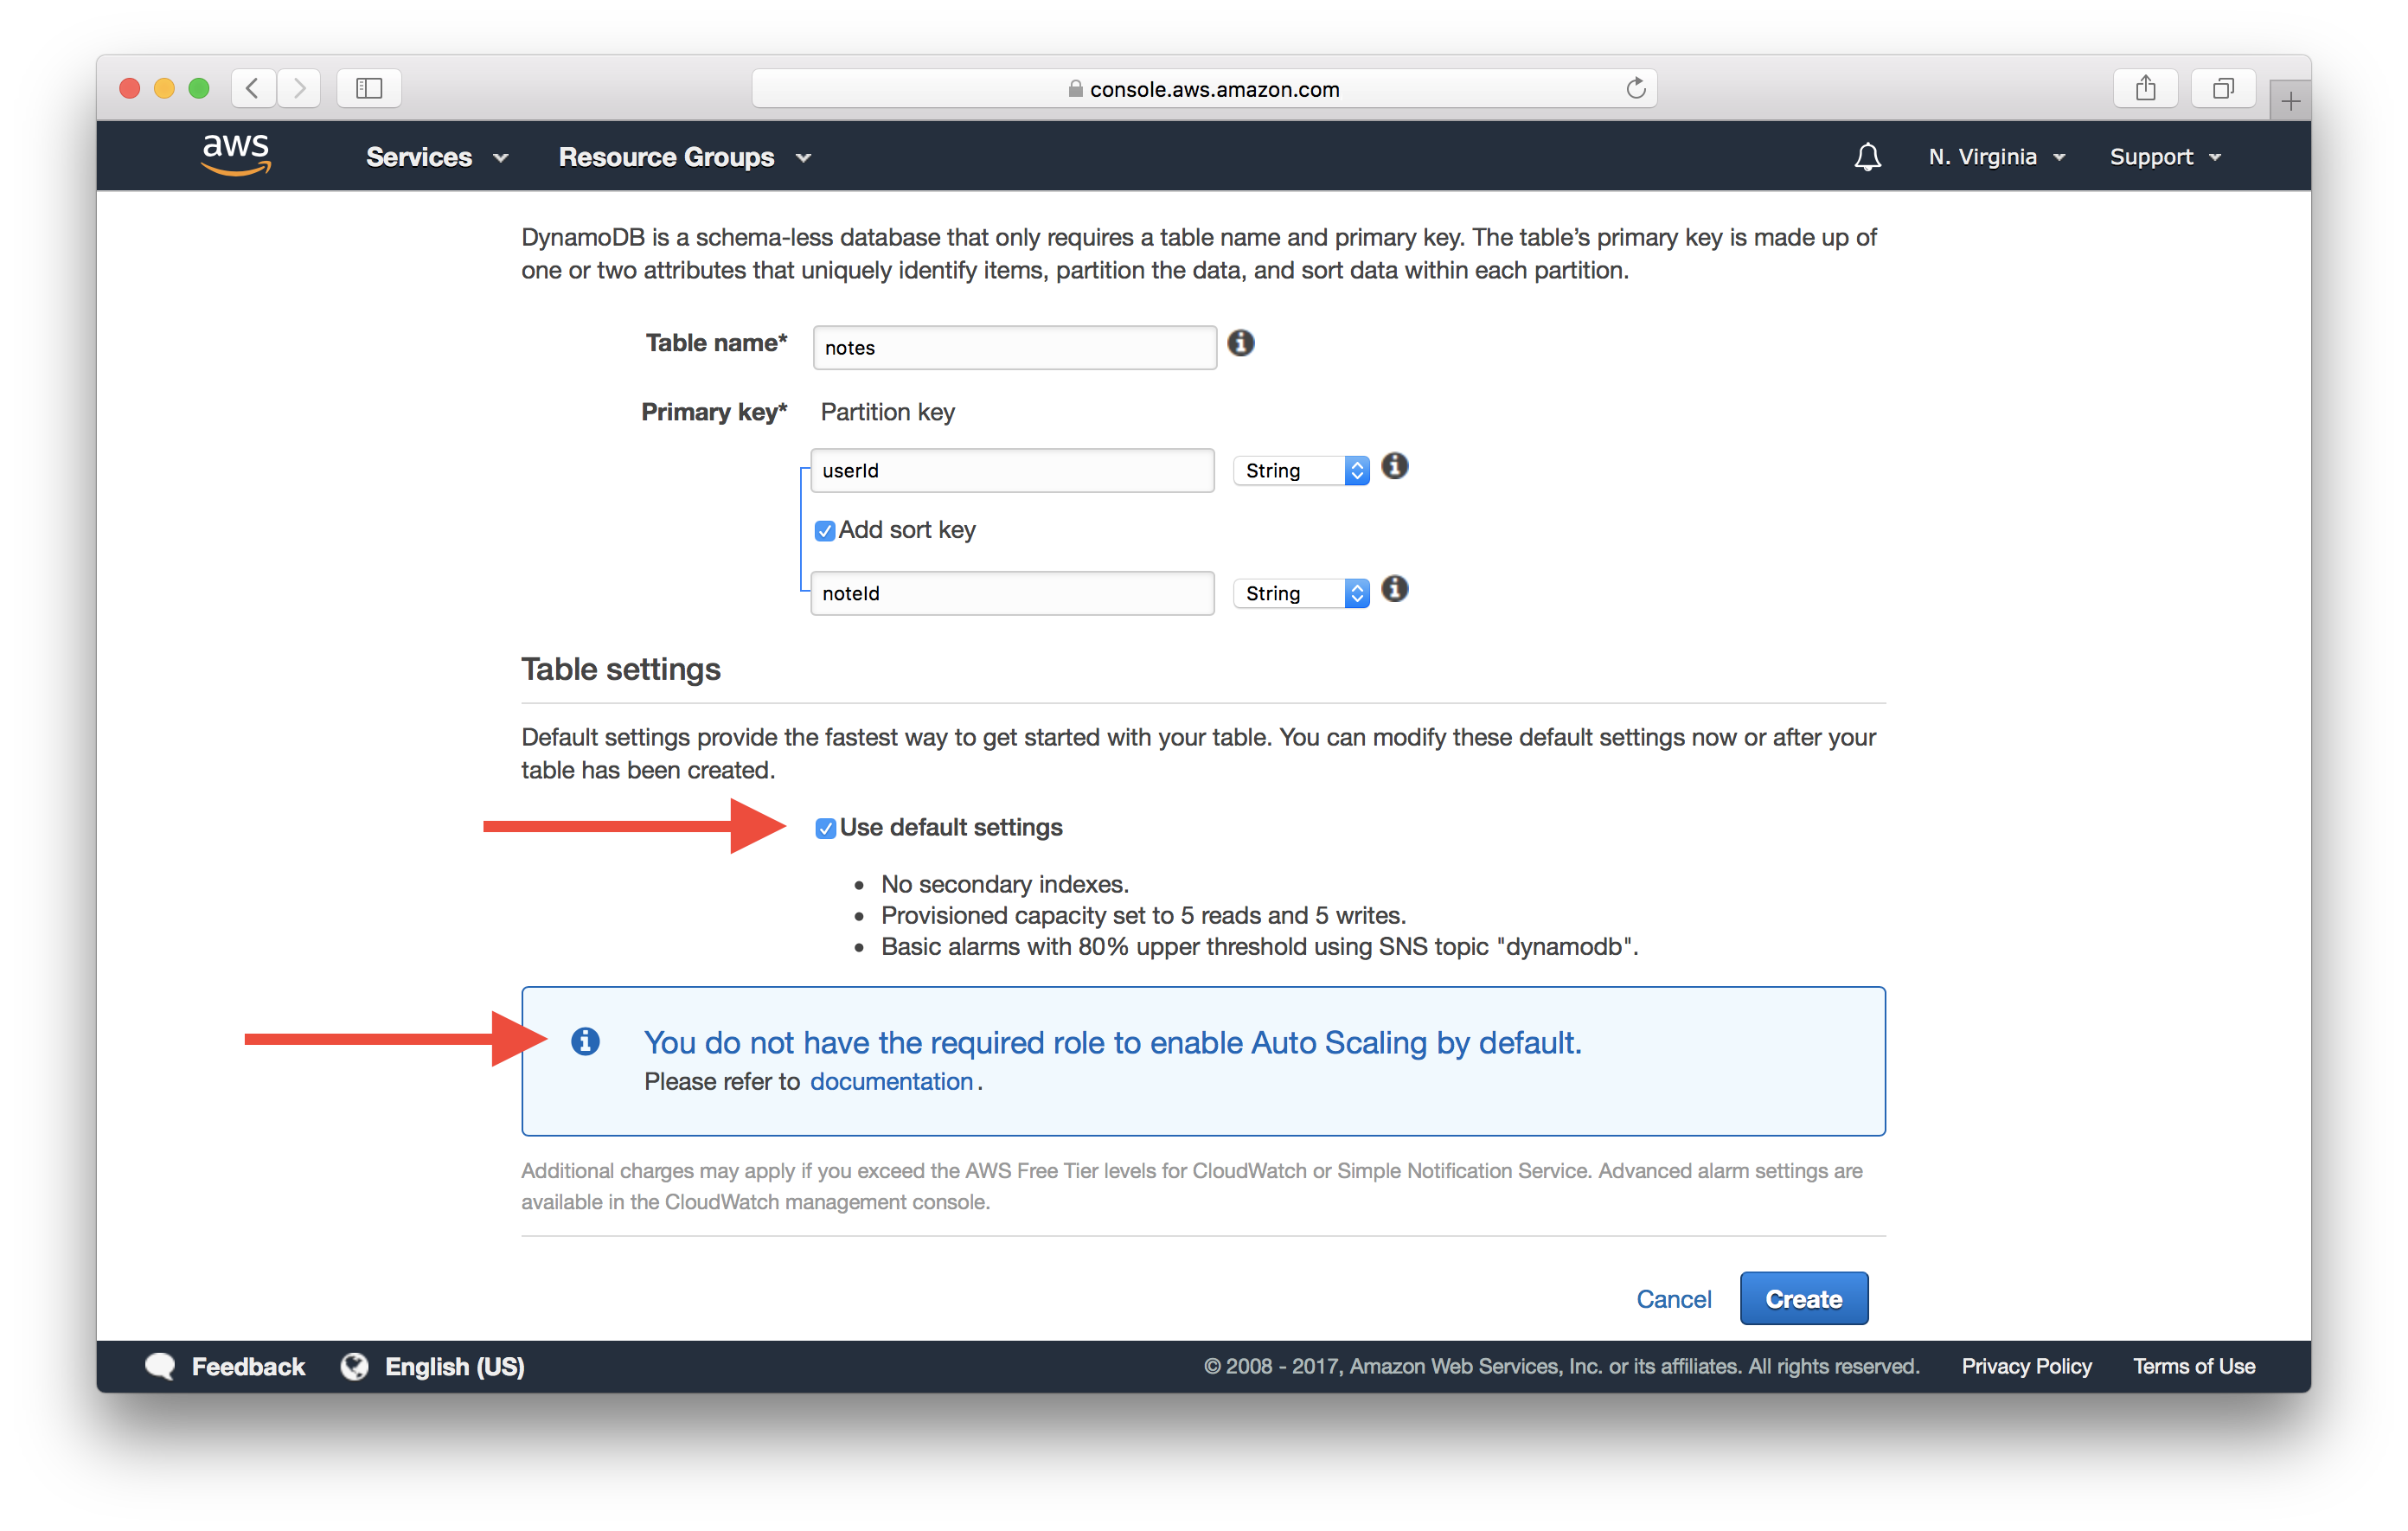 console.aws.amazon.com
aws
Services
Resource Groups
N. Virginia
Support
DynamoDB is a schema-less database that only requires a table name and primary key. The table's primary key is made up of
one or two attributes that uniquely identify items, partition the data, and sort data within each partition.
Table name*
notes
Primary key*
Partition key
userId
String
Add sort key
noteId
String
Table settings
Default settings provide the fastest way to get started with your table. You can modify these default settings now or after your
table has been created.
Use default settings
No secondary indexes.
Provisioned capacity set to 5 reads and 5 writes.
Basic alarms with 80% upper threshold using SNS topic "dynamodb".
You do not have the required role to enable Auto Scaling by default.
Please refer to documentation.
Additional charges may apply if you exceed the AWS Free Tier levels for CloudWatch or Simple Notification Service. Advanced alarm settings are
available in the CloudWatch management console.
Cancel
Create
Feedback
English (US)
© 2008 - 2017, Amazon Web Services, Inc. or its affiliates. All rights reserved.
Privacy Policy
Terms of Use